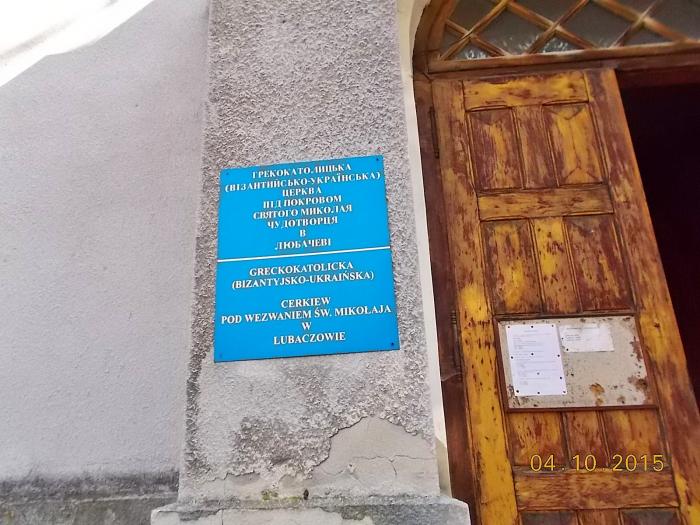 ГРЕКОКАТОЛИЦЬКА
(ВІЗАНТИЙСЬКО-УКРАЇНСЬКА)
ЦЕРКВА
ПІД ПОКРОВОМ
СВЯТОГО МИКОЛАЯ
ЧУДОТВОРЦЯ
В
ЛЮБАЧЕВІ
GRECKOKATOLICKA
(BIZANTYJSKO-UKRAIŃSKA)
CERKIEW
POD WEZWANIEM ŚW. MIKOŁAJA
W
LUBACZOWIE
04.10.2015